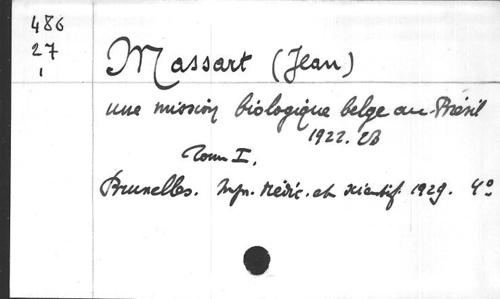 486
27
1
Massart (Jean)
une mission biologique belge au Brésil
1922. 23
Tome I.
Bruxelles. Impr. Médic. et scientif. 1929. 4°